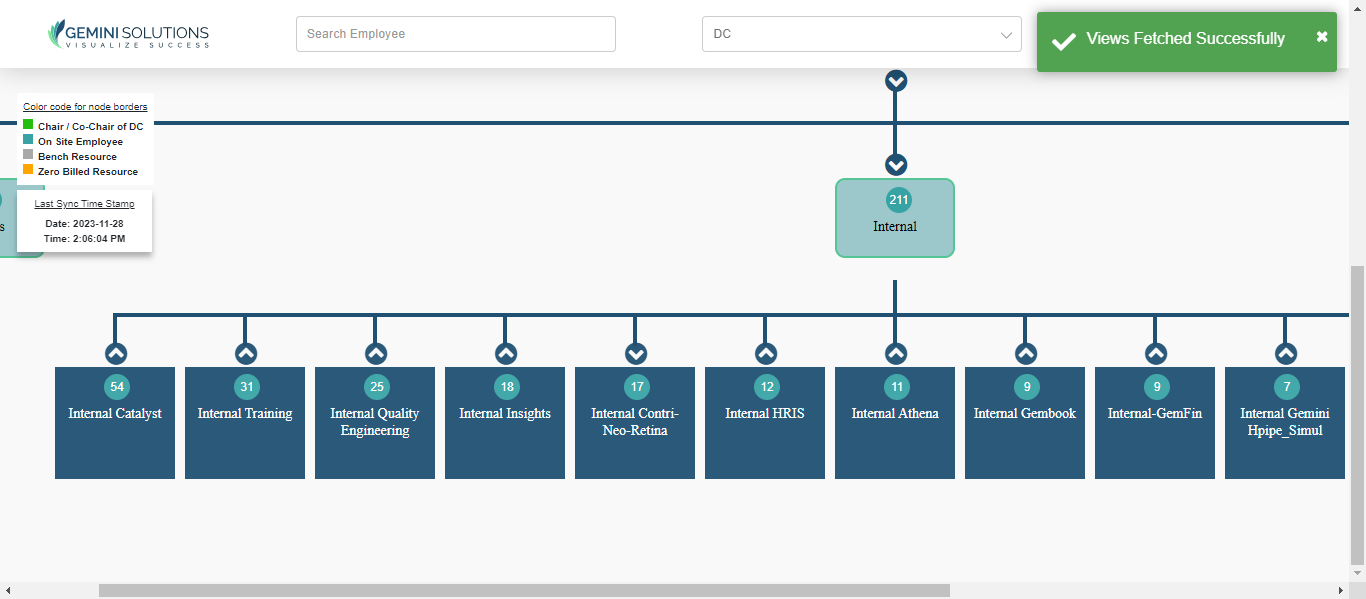 GEMINI SOLUTIONS
VISUALIZE SUCCESS
Search Employee
DC
Views Fetched Successfully
Color code for node borders
Chair / Co-Chair of DC
On Site Employee
Bench Resource
Zero Billed Resource
Last Sync Time Stamp
Date: 2023-11-28
Time: 2:06:04 PM
s
211
Internal
54
Internal Catalyst
31
Internal Training
25
Internal Quality
Engineering
18
Internal Insights
17
Internal Contri-
Neo-Retina
12
Internal HRIS
11
Internal Athena
9
Internal Gembook
9
Internal-GemFin
7
Internal Gemini
Hpipe_Simul